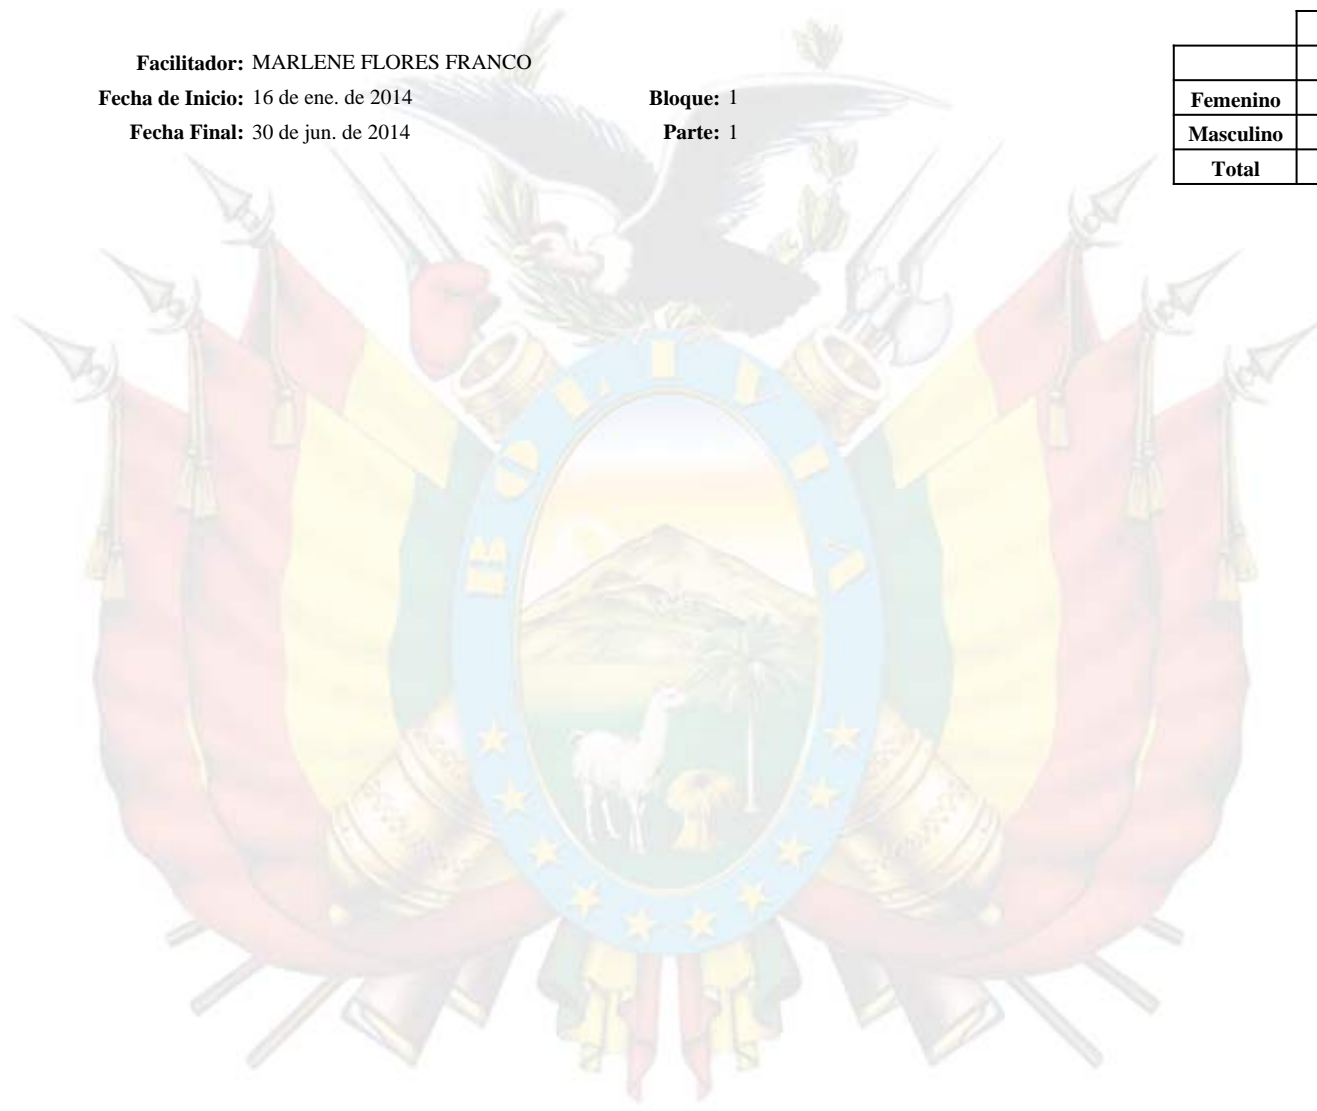 Facilitador: MARLENE FLORES FRANCO
Fecha de Inicio: 16 de ene. de 2014 Bloque: 1
Fecha Final: 30 de jun. de 2014 Parte: 1
Femenino
Masculino
Total
BOLIVIA